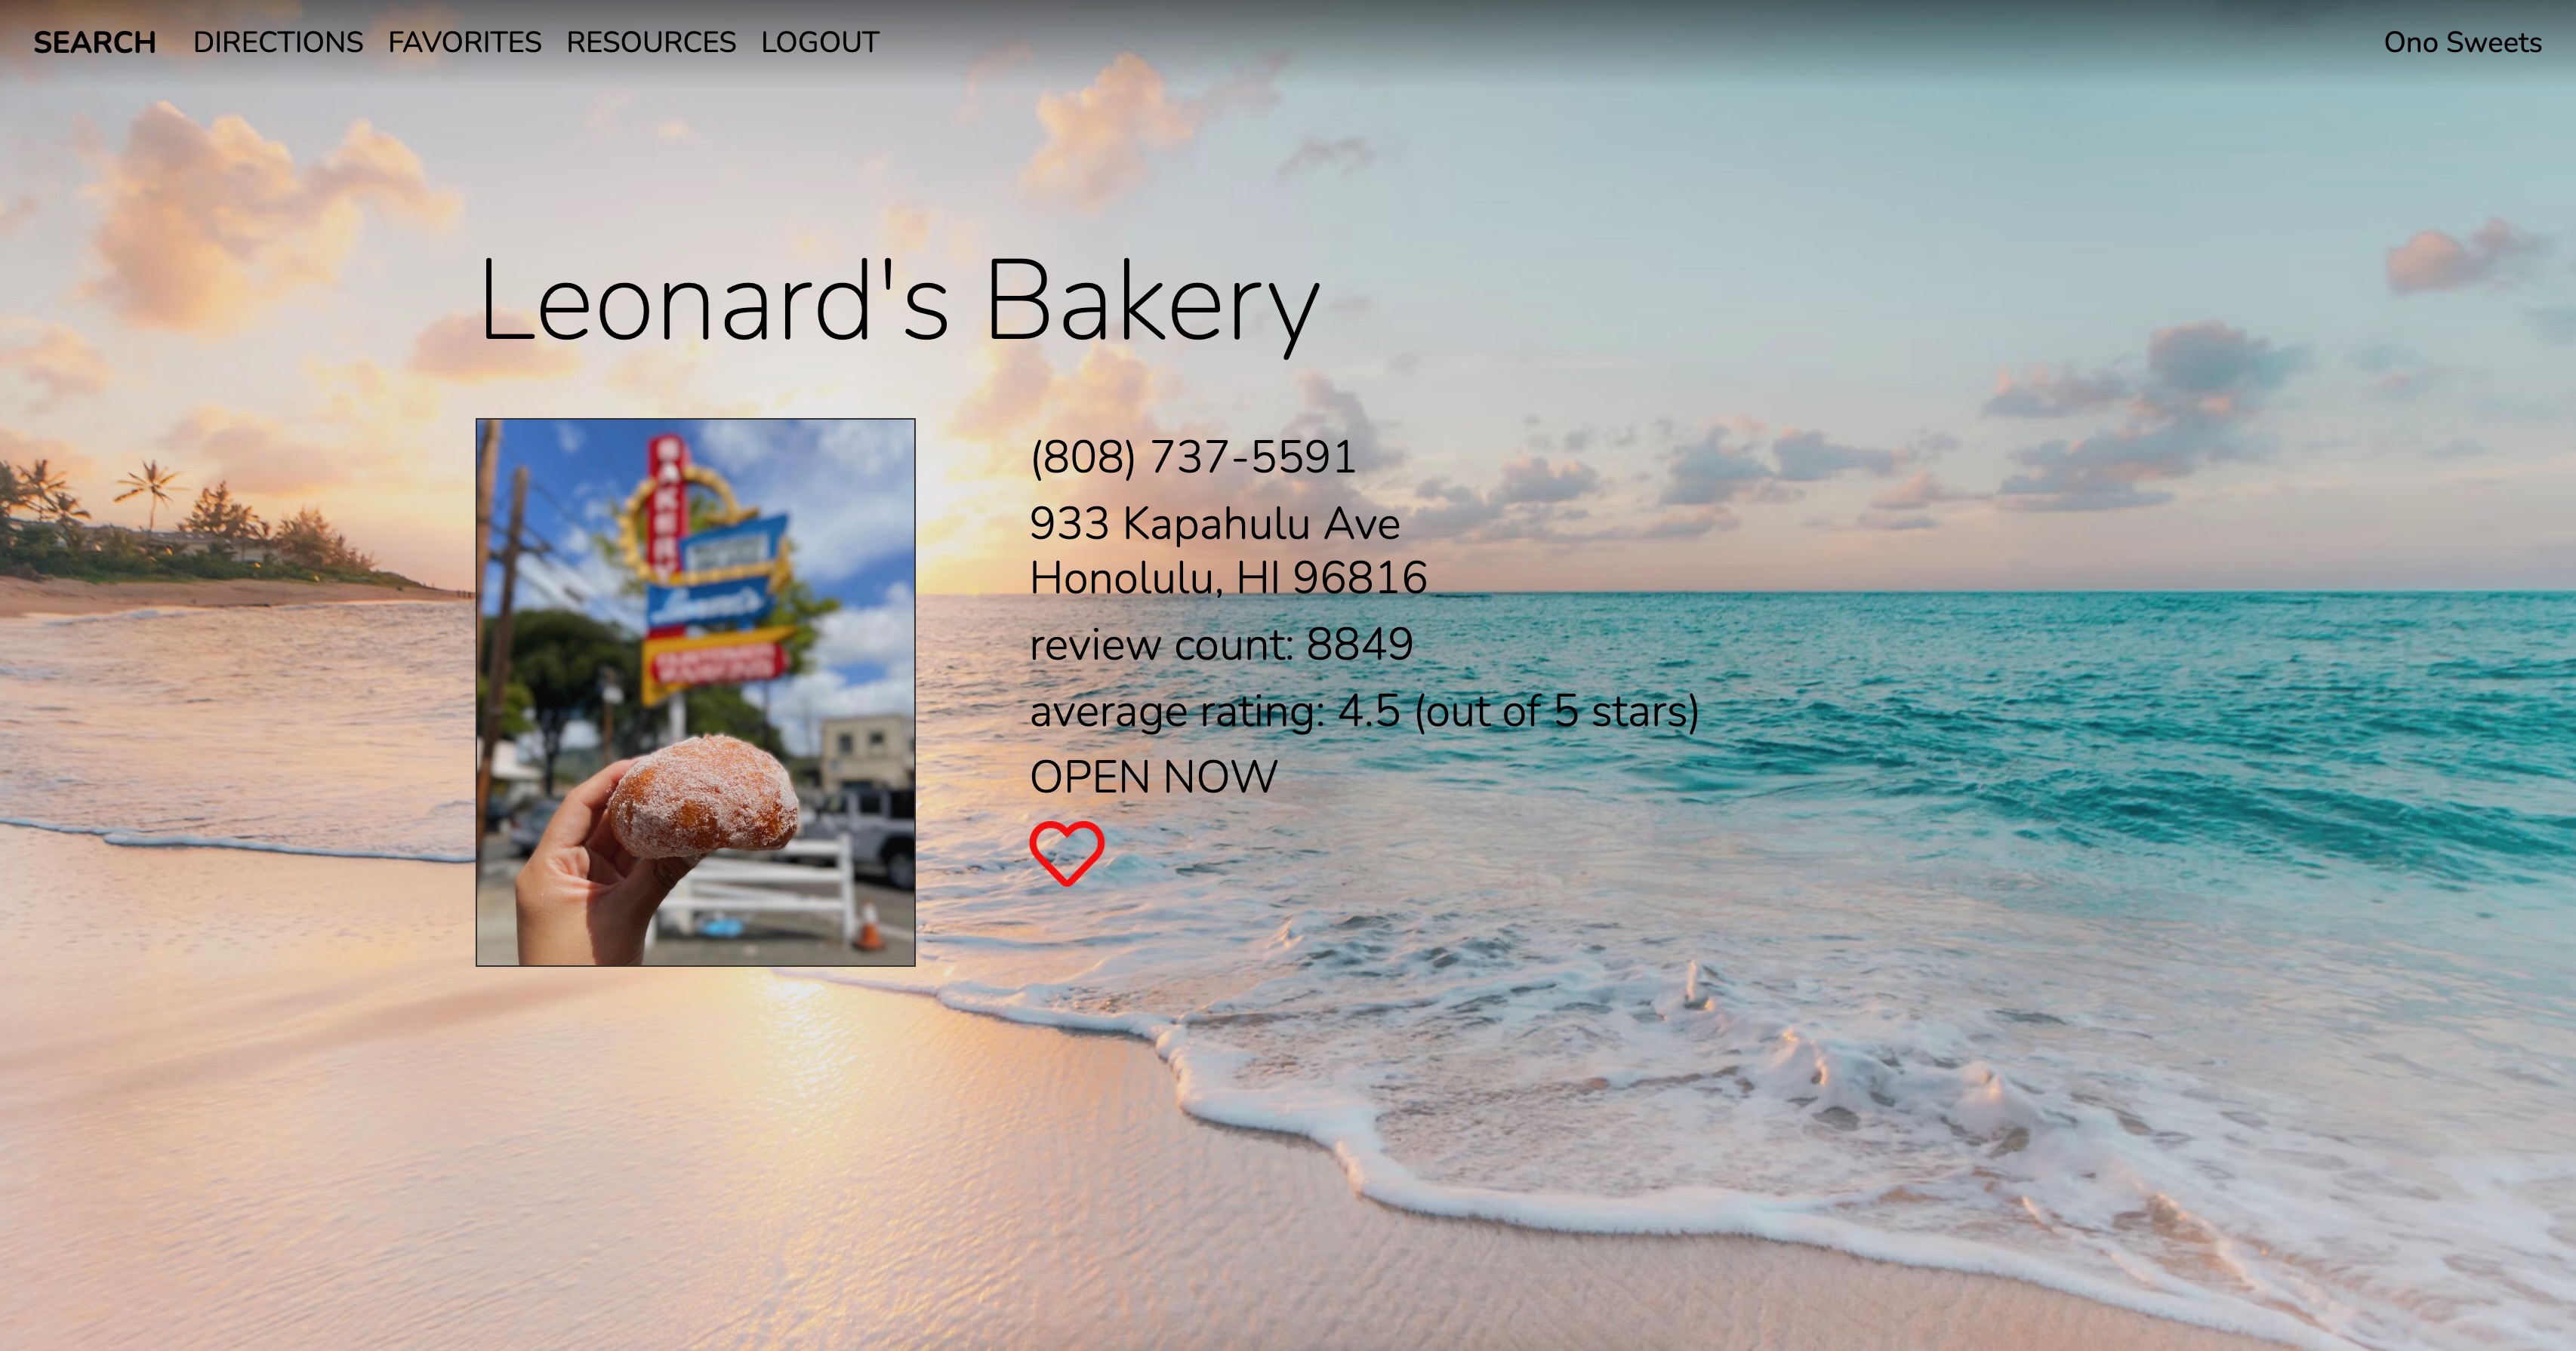 SEARCH DIRECTIONS FAVORITES RESOURCES LOGOUT Ono Sweets
Leonard's Bakery
BAKERY
Leonard's
(808) 737-5591
933 Kapahulu Ave
Honolulu, HI 96816
review count: 8849
average rating: 4.5 (out of 5 stars)
OPEN NOW